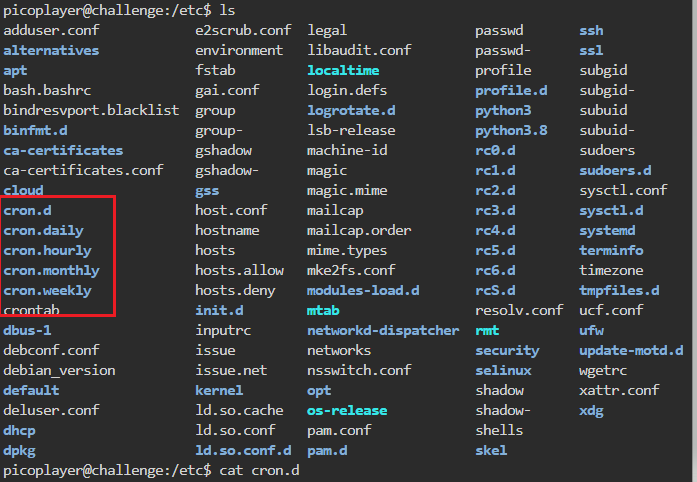 picoplayer@challenge:/etc$ ls
adduser.conf e2scrub.conf legal passwd ssh
alternatives environment libaudit.conf passwd- ssl
apt fstab localtime profile subgid
bash.bashrc gai.conf login.defs profile.d subgid-
bindresvport.blacklist group logrotate.d python3 subuid
binfmt.d group- lsb-release python3.8 subuid-
ca-certificates gshadow machine-id rc0.d sudoers
ca-certificates.conf gshadow- magic rc1.d sudoers.d
cloud gss magic.mime rc2.d sysctl.conf
cron.d host.conf mailcap rc3.d sysctl.d
cron.daily hostname mailcap.order rc4.d systemd
cron.hourly hosts mime.types rc5.d terminfo
cron.monthly hosts.allow mke2fs.conf rc6.d timezone
cron.weekly hosts.deny modules-load.d rcS.d tmpfiles.d
crontab init.d mtab resolv.conf ucf.conf
dbus-1 inputrc networkd-dispatcher rmt ufw
debconf.conf issue networks security update-motd.d
debian_version issue.net nsswitch.conf selinux wgetrc
default kernel opt shadow xattr.conf
deluser.conf ld.so.cache os-release shadow- xdg
dhcp ld.so.conf pam.conf shells
dpkg ld.so.conf.d pam.d skel
picoplayer@challenge:/etc$ cat cron.d